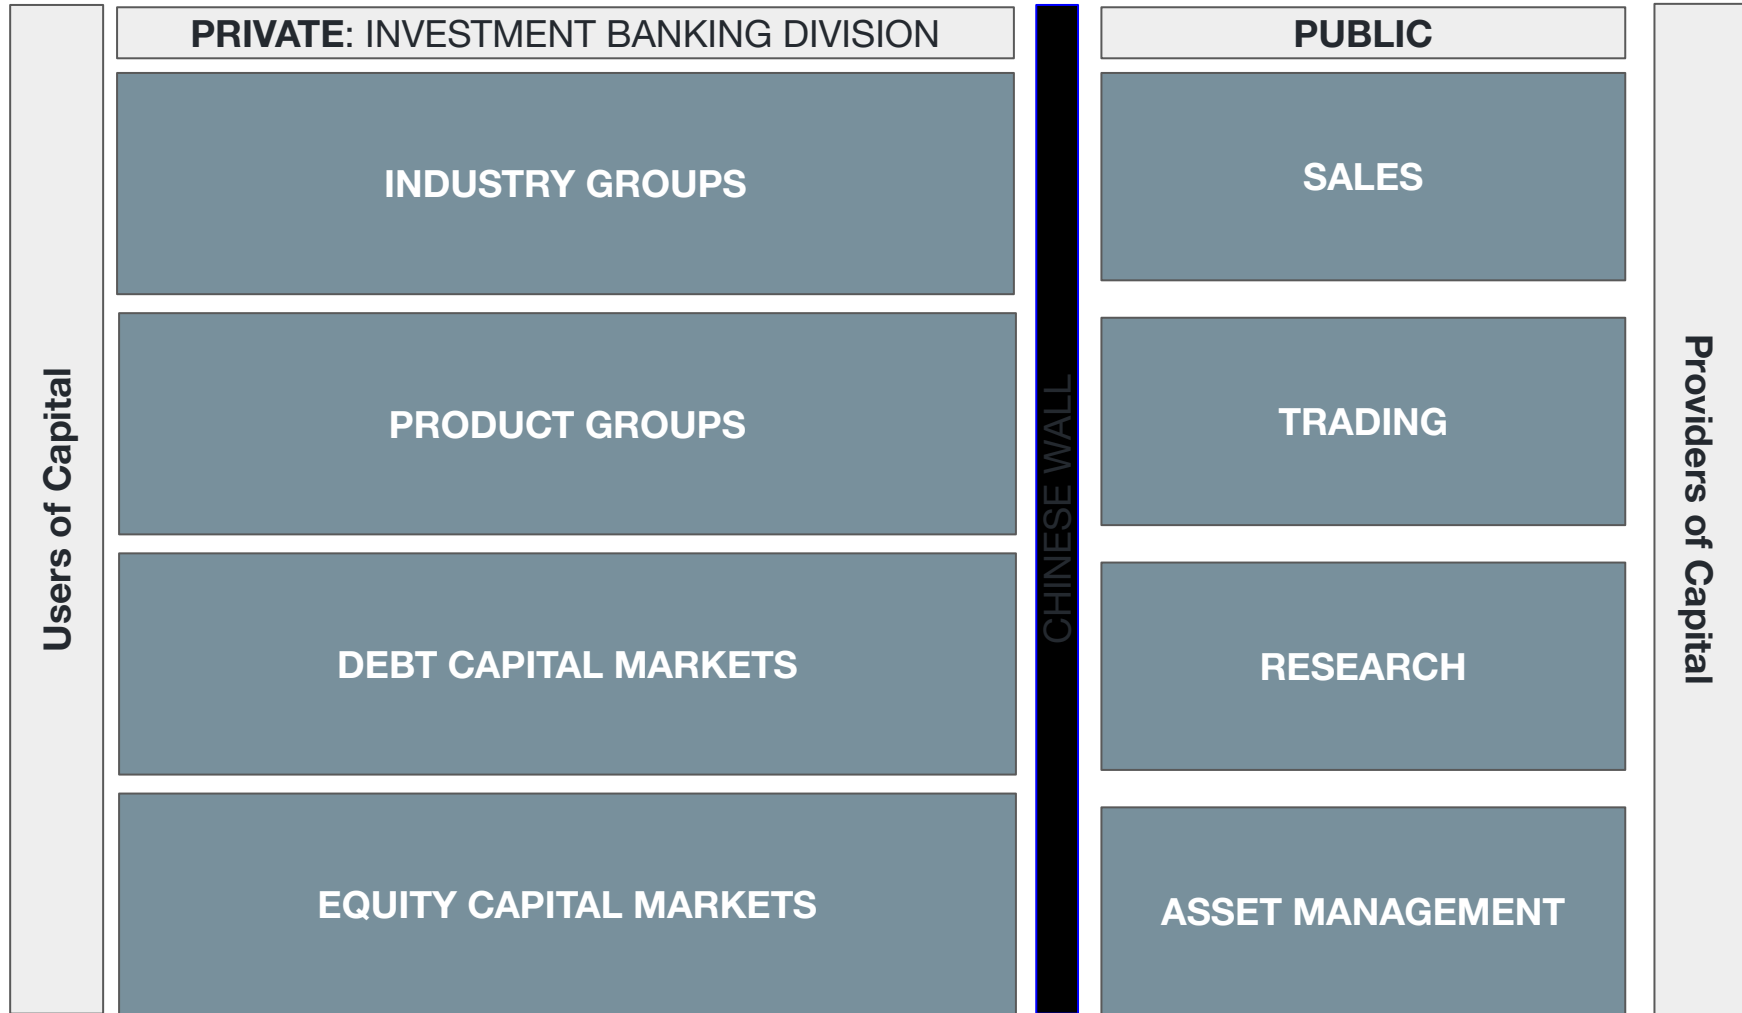 PRIVATE: INVESTMENT BANKING DIVISION
PUBLIC
Users of Capital
INDUSTRY GROUPS
PRODUCT GROUPS
DEBT CAPITAL MARKETS
EQUITY CAPITAL MARKETS
CHINESE WALL
SALES
TRADING
RESEARCH
ASSET MANAGEMENT
Providers of Capital